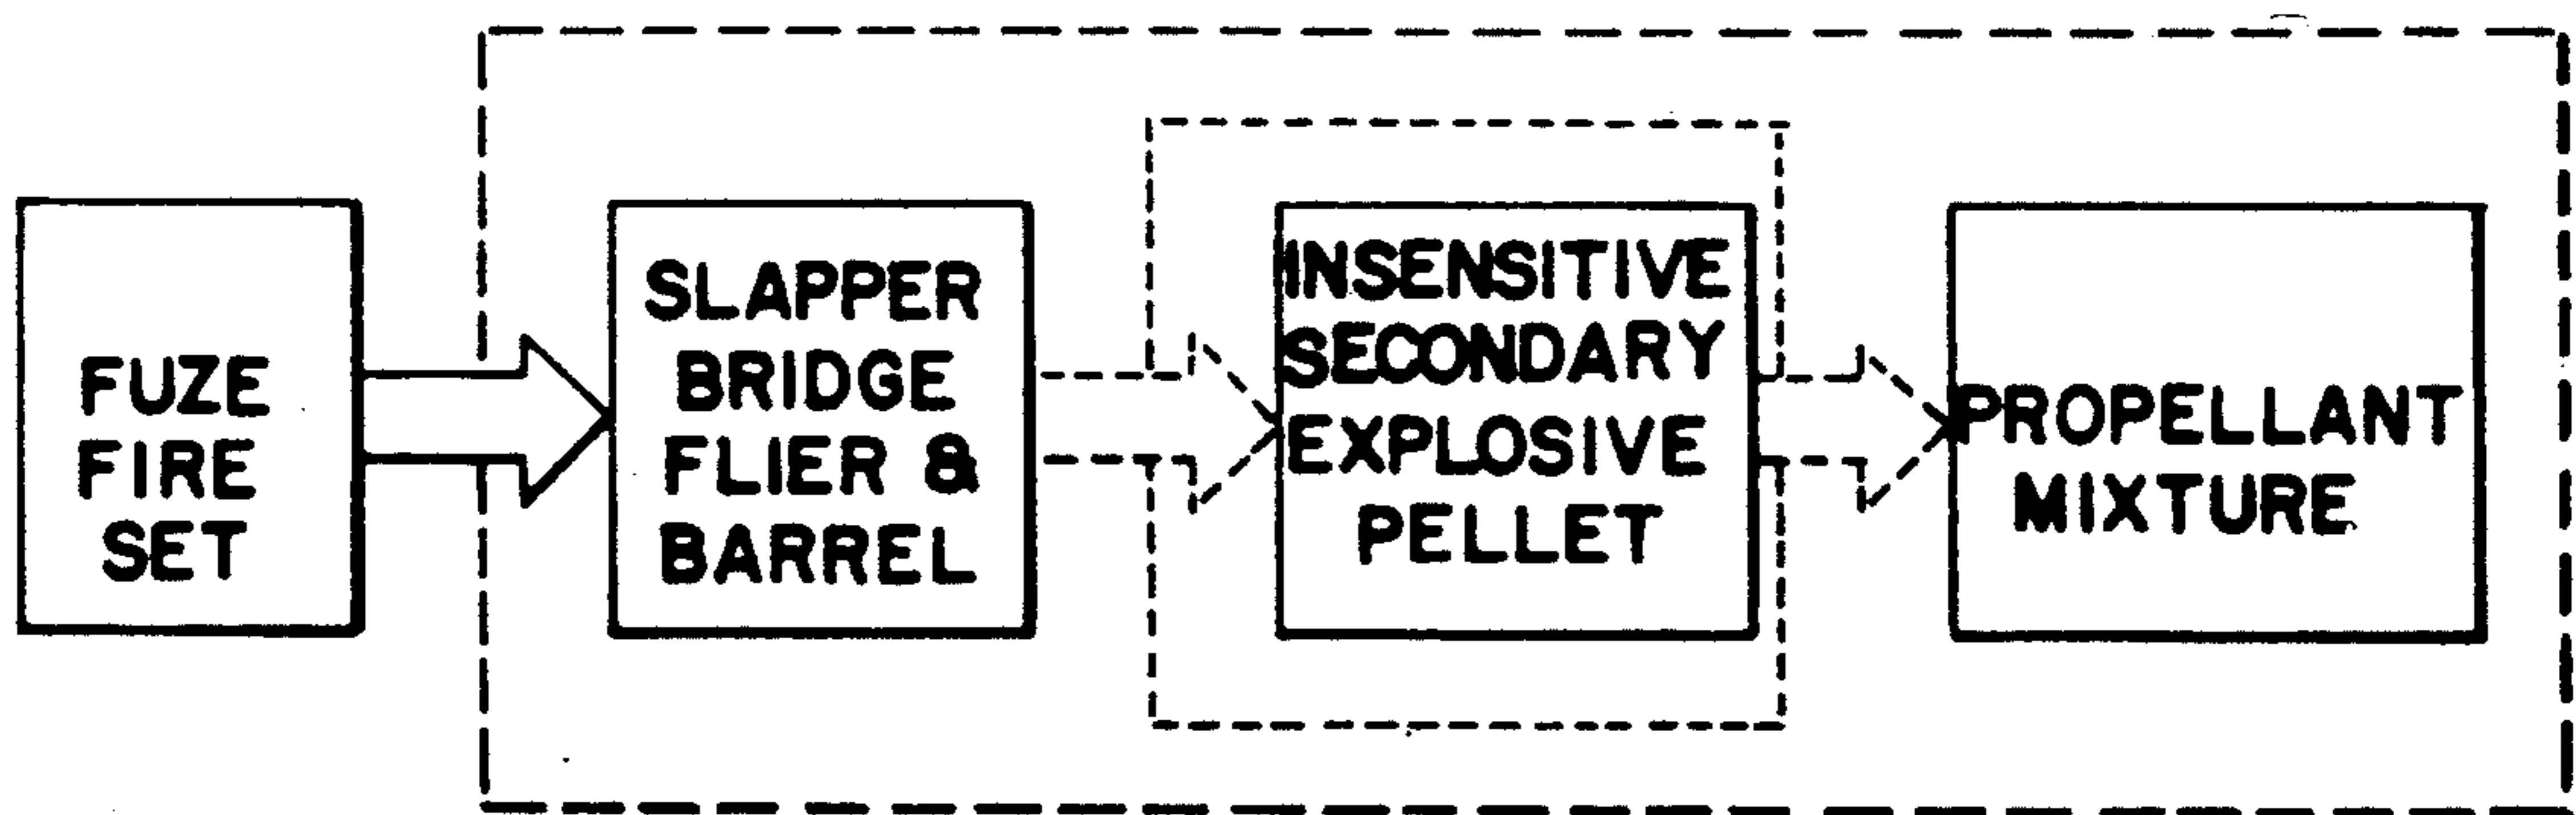 FUZE
FIRE
SET
SLAPPER
BRIDGE
FLIER &
BARREL
INSENSITIVE
SECONDARY
EXPLOSIVE
PELLET
PROPELLANT
MIXTURE